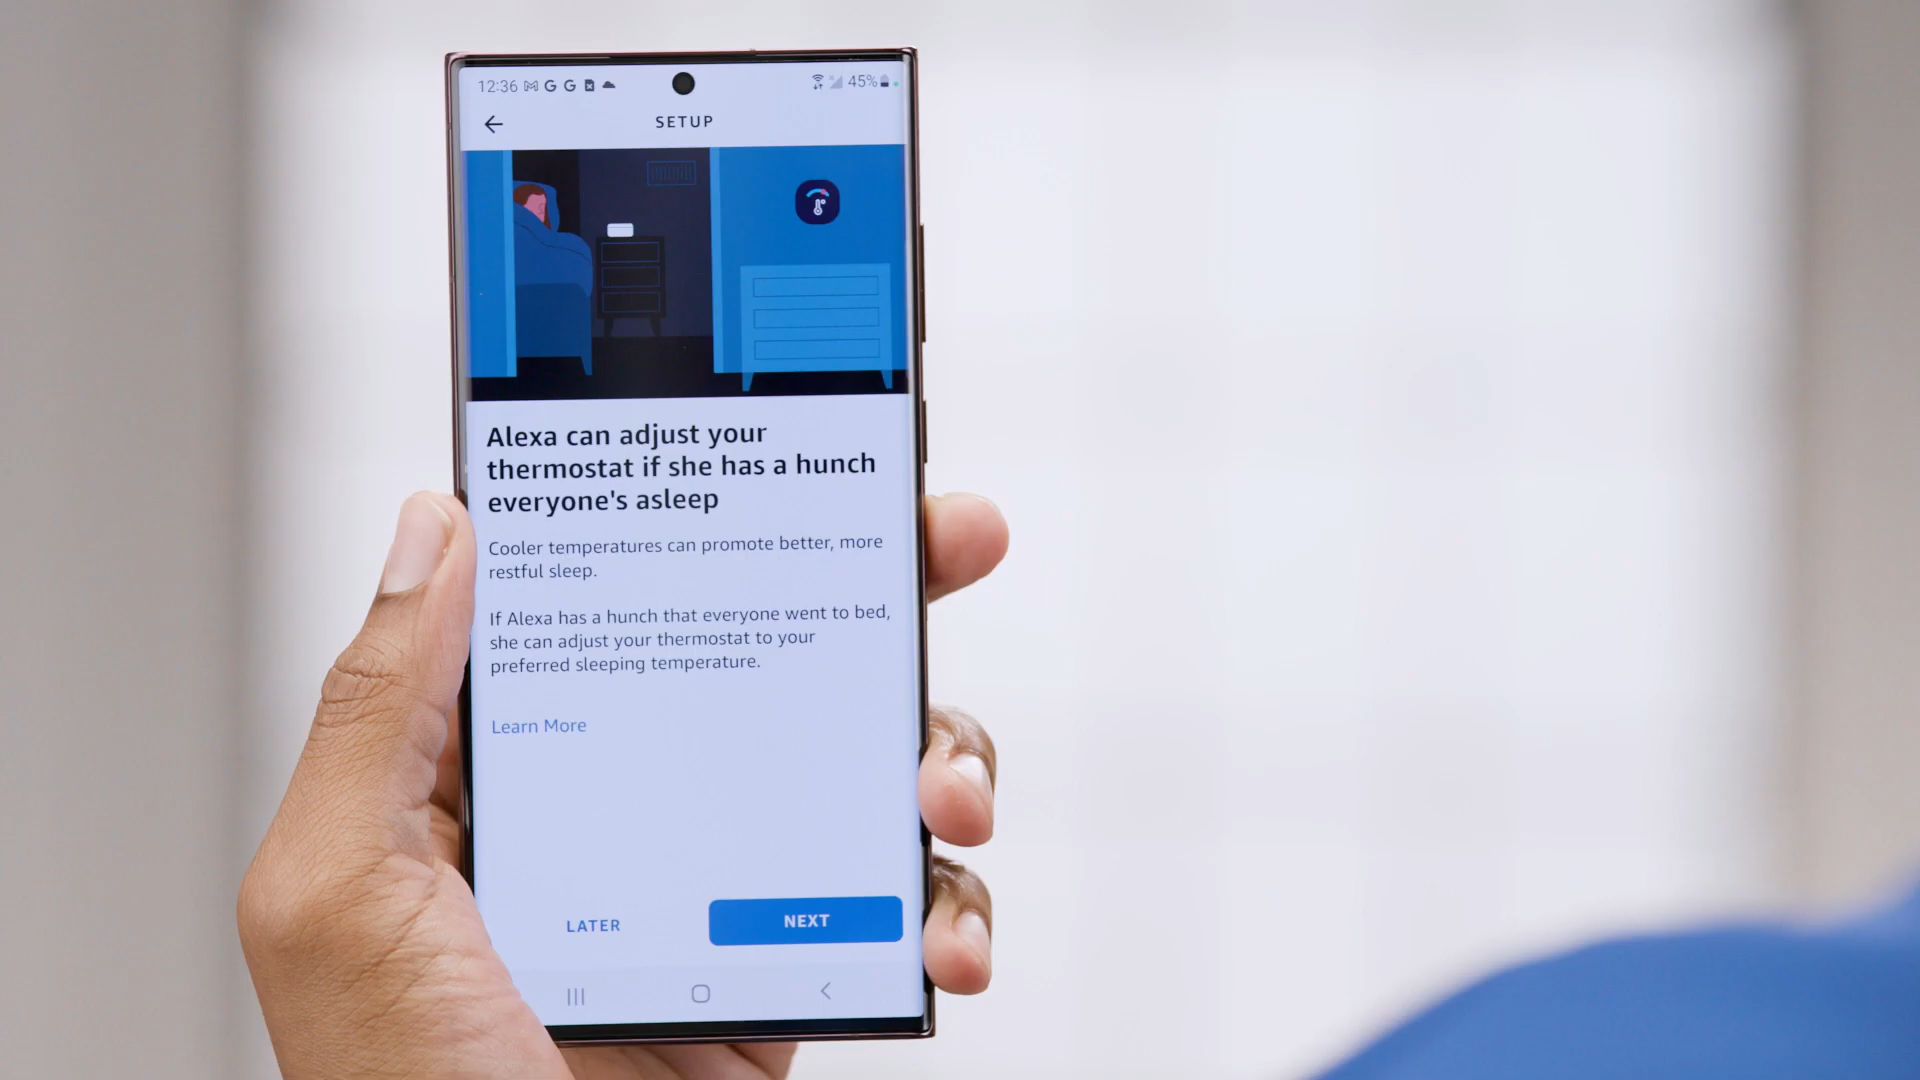 12:36 45%
SETUP
Alexa can adjust your
thermostat if she has a hunch
everyone's asleep
Cooler temperatures can promote better, more
restful sleep.
If Alexa has a hunch that everyone went to bed,
she can adjust your thermostat to your
preferred sleeping temperature.
Learn More
LATER NEXT